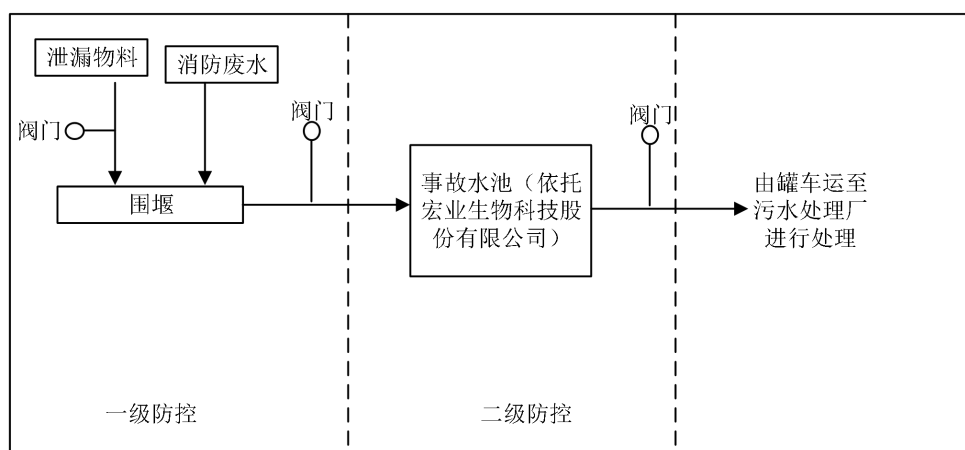 泄漏物料
消防废水
阀门
阀门
围堰
阀门
事故水池（依托
宏业生物科技股
份有限公司）
由罐车运至
污水处理厂
进行处理
一级防控
二级防控